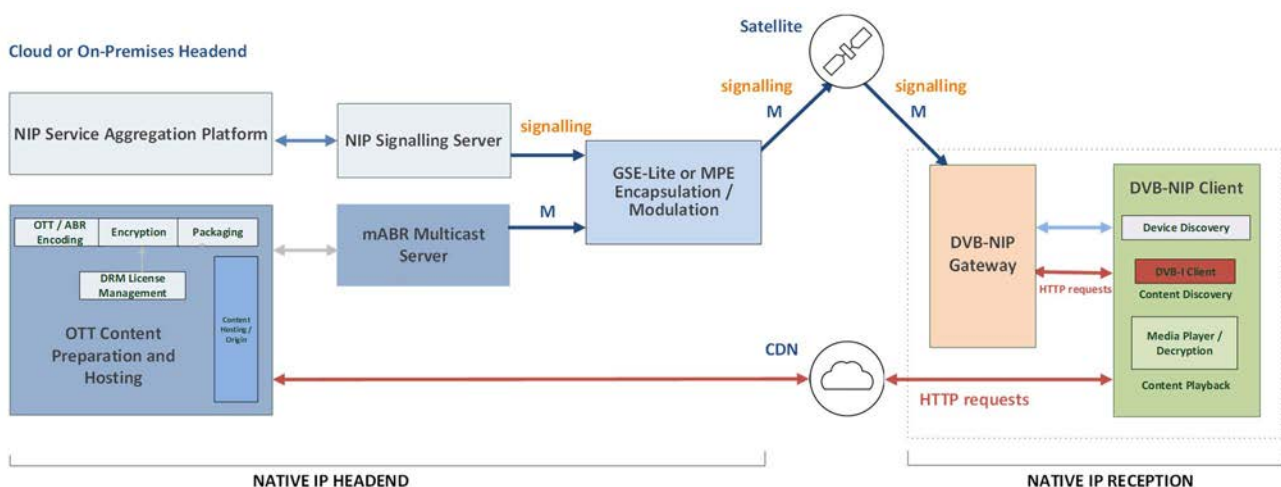 Cloud or On-Premises Headend
Satellite
signalling
M
signalling
M
NIP Service Aggregation Platform
NIP Signalling Server
signalling
M
GSE-Lite or MPE
Encapsulation /
Modulation
OTT / ABR
Encoding
Encryption
Packaging
DRM License
Management
Content
Hosting /
Origin
OTT Content
Preparation and
Hosting
mABR Multicast
Server
CDN
HTTP requests
DVB-NIP
Gateway
HTTP requests
DVB-NIP Client
Device Discovery
DVB-I Client
Content Discovery
Media Player /
Decryption
Content Playback
NATIVE IP HEADEND
NATIVE IP RECEPTION